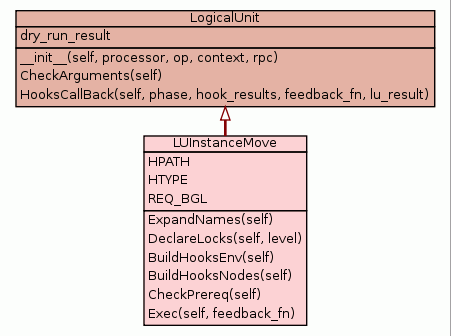 LogicalUnit
dry_run_result
__init__(self, processor, op, context, rpc)
CheckArguments(self)
HooksCallBack(self, phase, hook_results, feedback_fn, lu_result)
LUInstanceMove
HPATH
HTYPE
REQ_BGL
ExpandNames(self)
DeclareLocks(self, level)
BuildHooksEnv(self)
BuildHooksNodes(self)
CheckPrereq(self)
Exec(self, feedback_fn)